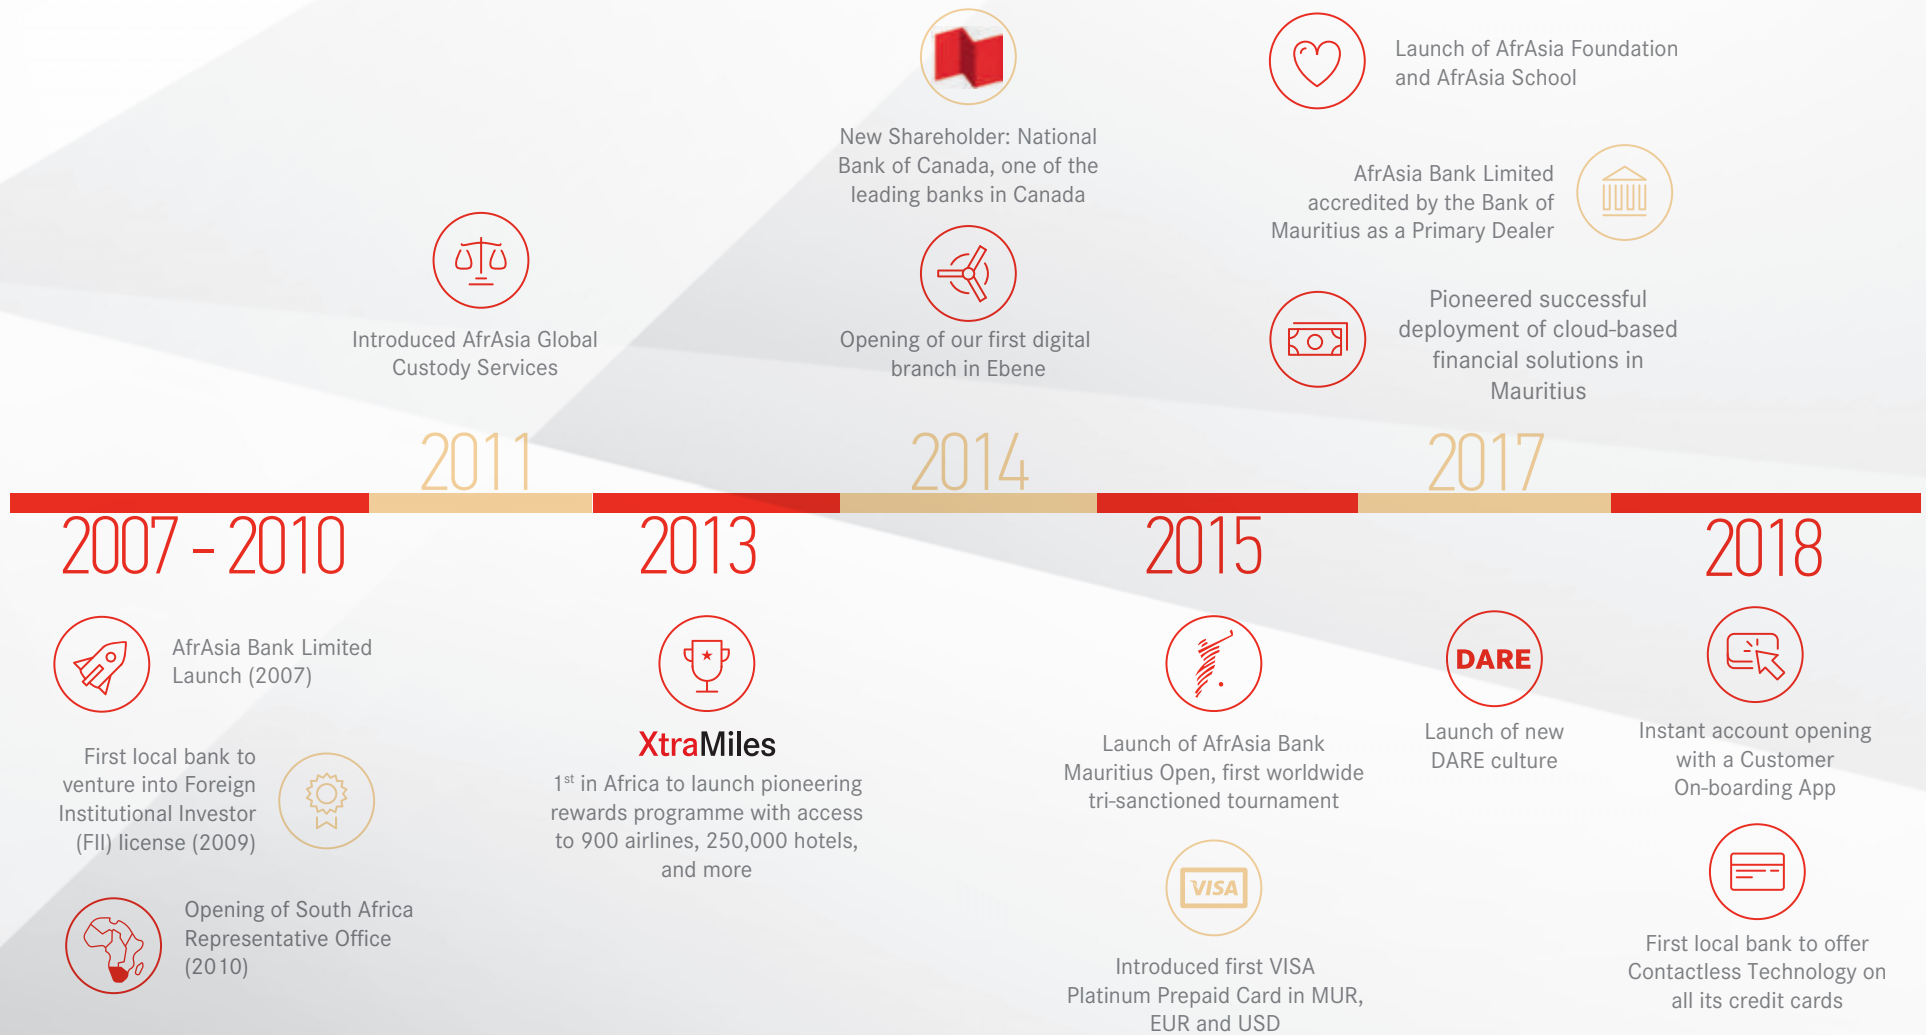 Introduced AfrAsia Global
Custody Services
New Shareholder: National
Bank of Canada, one of the
leading banks in Canada
Opening of our first digital
branch in Ebene
Launch of AfrAsia Foundation
and AfrAsia School
AfrAsia Bank Limited
accredited by the Bank of
Mauritius as a Primary Dealer
Pioneered successful
deployment of cloud-based
financial solutions in
Mauritius
2011
2014
2017
2007 - 2010
2013
2015
2018
AfrAsia Bank Limited
Launch (2007)
First local bank to
venture into Foreign
Institutional Investor
(FII) license (2009)
Opening of South Africa
Representative Office
(2010)
XtraMiles
1st in Africa to launch pioneering
rewards programme with access
to 900 airlines, 250,000 hotels,
and more
Launch of AfrAsia Bank
Mauritius Open, first worldwide
tri-sanctioned tournament
VISA
Introduced first VISA
Platinum Prepaid Card in MUR,
EUR and USD
DARE
Launch of new
DARE culture
Instant account opening
with a Customer
On-boarding App
First local bank to offer
Contactless Technology on
all its credit cards